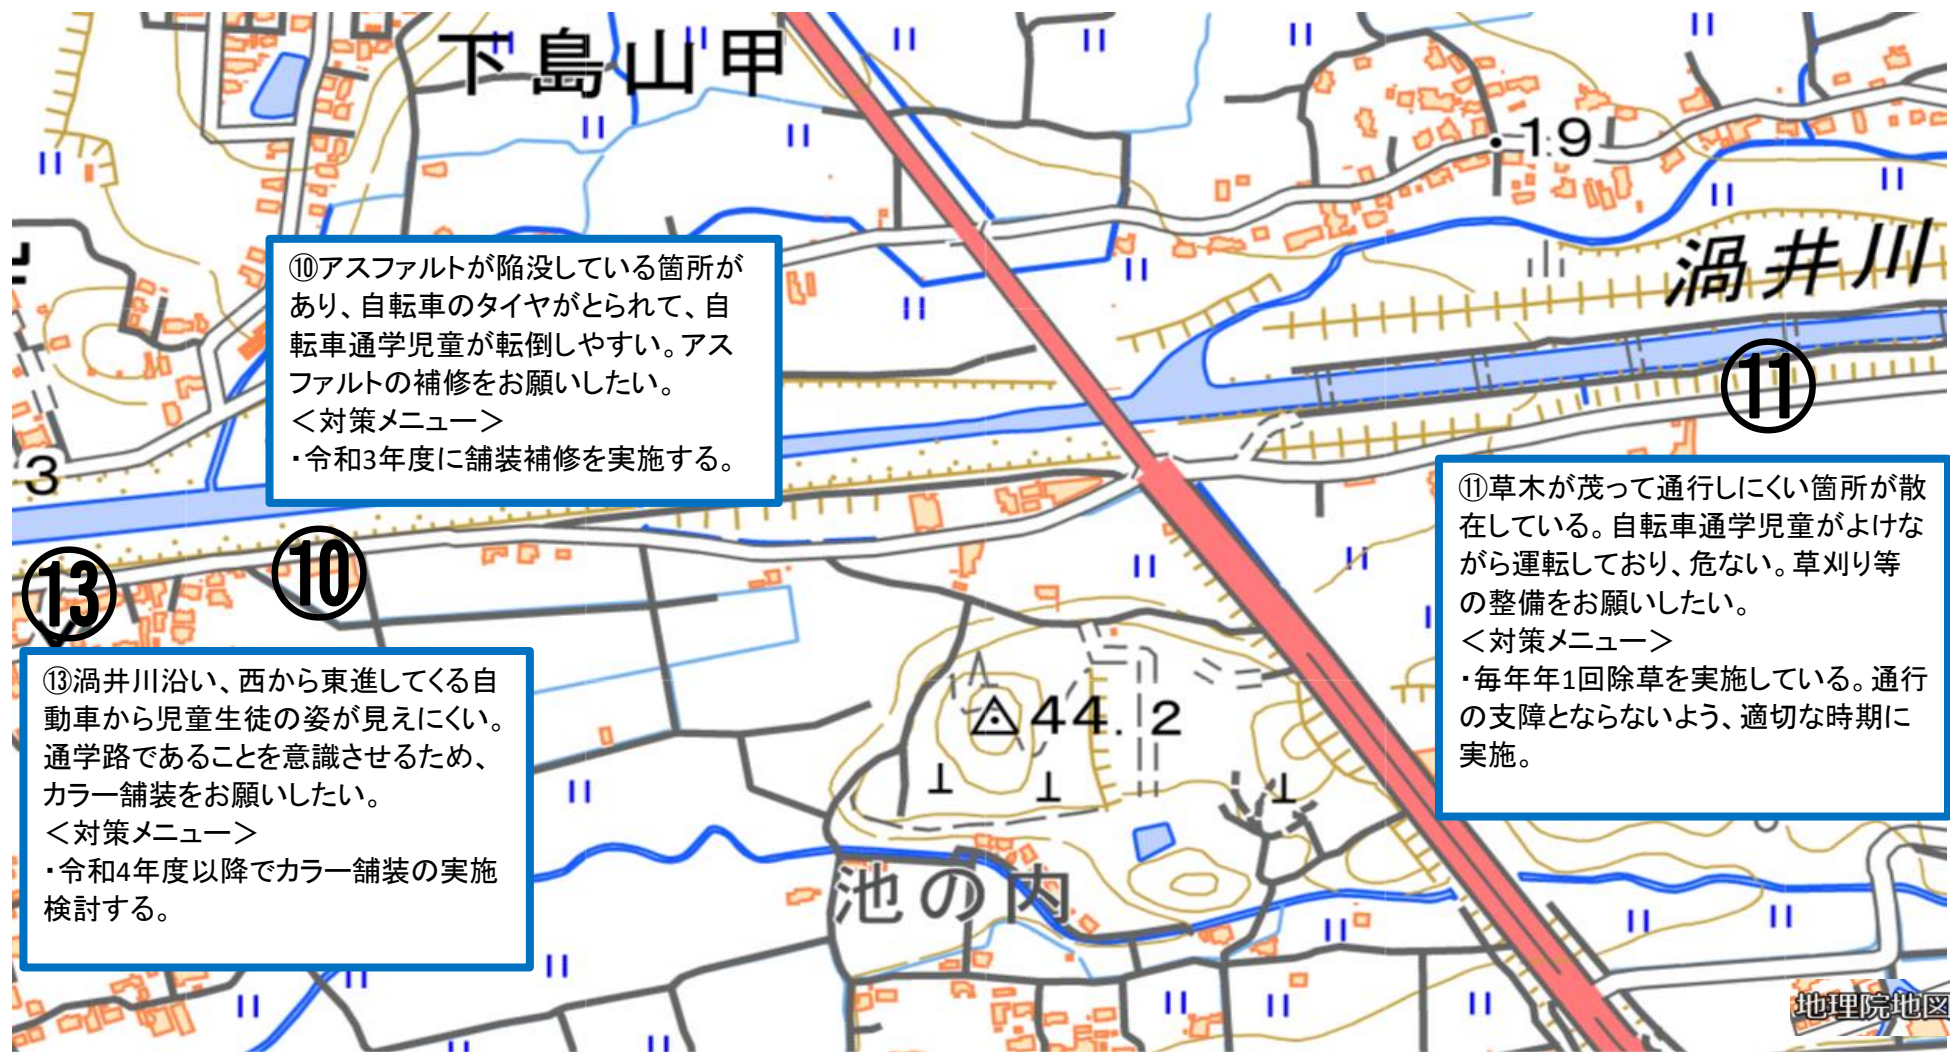 下島山甲
19
渦井川
⑩アスファルトが陥没している箇所が
あり、自転車のタイヤがとられて、自
転車通学児童が転倒しやすい。アス
ファルトの補修をお願いしたい。
＜対策メニュー＞
・令和3年度に舗装補修を実施する。
⑪
3
⑬
⑩
⑪草木が茂って通行しにくい箇所が散
在している。自転車通学児童がよけな
がら運転しており、危ない。草刈り等
の整備をお願いしたい。
＜対策メニュー＞
・毎年年1回除草を実施している。通行
の支障とならないよう、適切な時期に
実施。
⑬渦井川沿い、西から東進してくる自
動車から児童生徒の姿が見えにくい。
通学路であることを意識させるため、
カラー舗装をお願いしたい。
＜対策メニュー＞
・令和4年度以降でカラー舗装の実施
検討する。
44.2
池の内
地理院地図